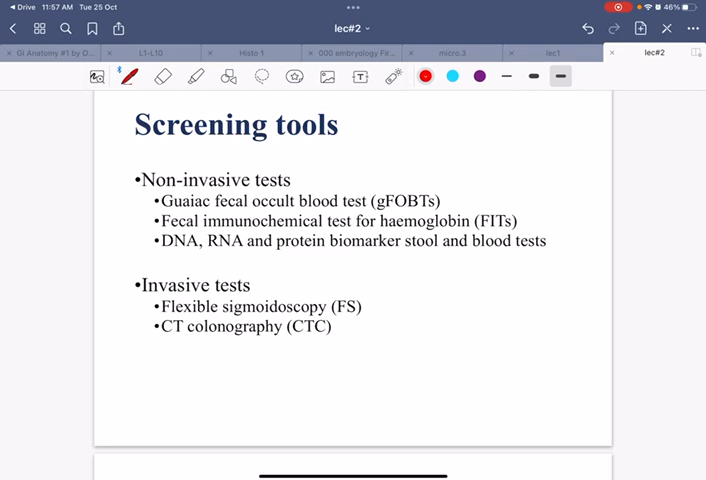 Drive 11:57 AM Tue 25 Oct
46%
lec#2
GI Anatomy #1 by D...
L1-L10
Histo 1
000 embryology Fir...
micro.3
lec1
lec#2
Screening tools
•Non-invasive tests
•Guaiac fecal occult blood test (gFOBTs)
•Fecal immunochemical test for haemoglobin (FITs)
•DNA, RNA and protein biomarker stool and blood tests
•Invasive tests
•Flexible sigmoidoscopy (FS)
•CT colonography (CTC)